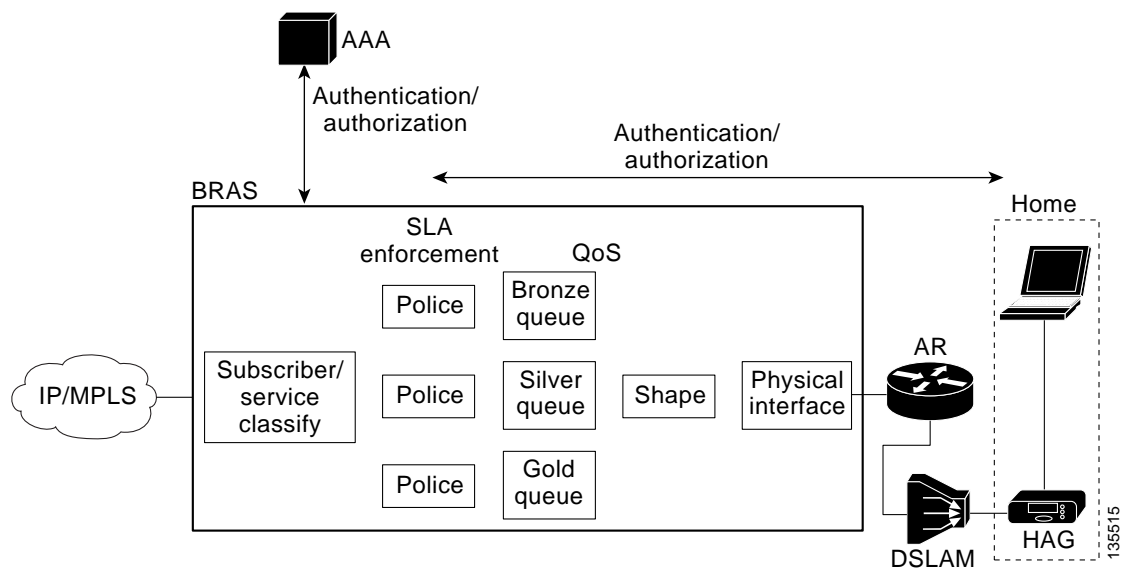 AAA
Authentication/
authorization
Authentication/
authorization
BRAS
Home
SLA
enforcement
QoS
Police
Bronze
queue
IP/MPLS
Subscriber/
service
classify
Police
Silver
queue
Shape
Physical
interface
AR
Police
Gold
queue
DSLAM
HAG
135515